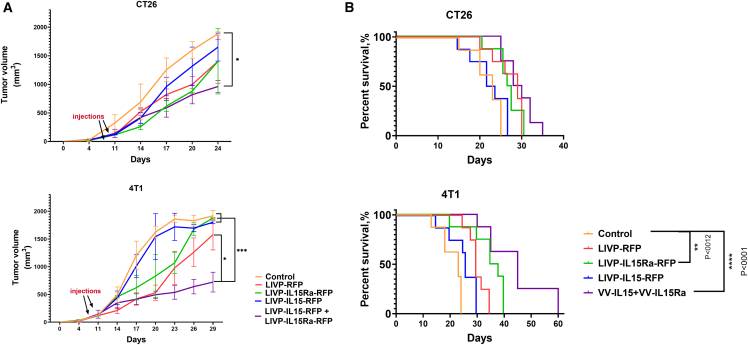 A
CT26
Tumor volume
(mm³)
2000
1500
1000
500
0
injections
*
0 4 11 14 17 20 24
Days
4T1
Tumor volume
(mm³)
2000
1500
1000
500
0
injections
*
***
0 4 11 14 17 20 23 26 29
Days
Control
LIVP-RFP
LIVP-IL15Ra-RFP
LIVP-IL15-RFP
LIVP-IL15-RFP +
LIVP-IL15Ra-RFP
B
CT26
Percent survival,%
100
50
0
0 10 20 30 40
Days
4T1
Percent survival,%
100
50
0
0 10 20 30 40 50 60
Days
Control
LIVP-RFP
LIVP-IL15Ra-RFP
LIVP-IL15-RFP
VV-IL15+VV-IL15Ra
**
P<0012
****
P<0001